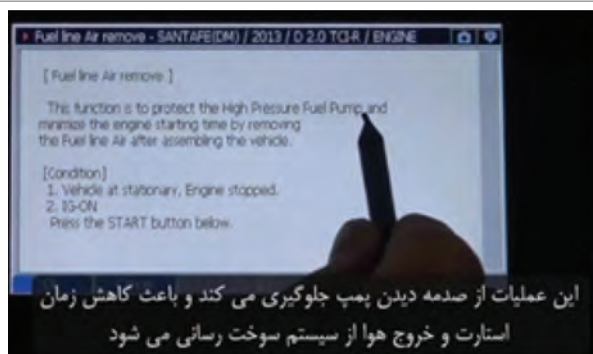 Fuel line Air remove - SANTAFE(DM) / 2013 / D 2.0 TCI-R / ENGINE
[ Fuel line Air remove ]
This function is to protect the High Pressure Fuel Pump and
minimize the engine starting time by removing
the Fuel line Air after assembling the vehicle.
[Condition]
1. Vehicle at stationary, Engine stopped.
2. IG-ON
Press the START button below.
این عملیات از صدمه دیدن پمپ جلوگیری می کند و باعث کاهش زمان
استارت و خروج هوا از سیستم سوخت رسانی می شود